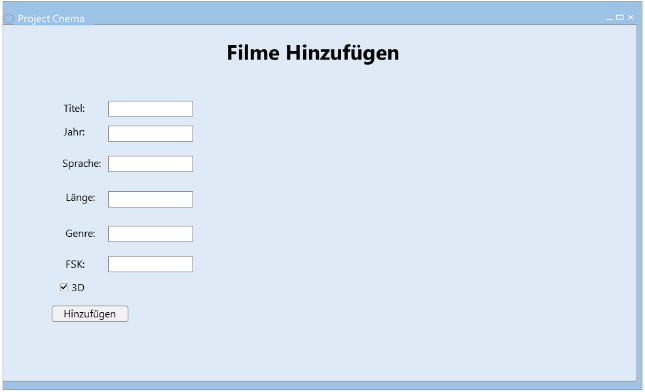 Project Cnema
Filme Hinzufügen
Titel:
Jahr:
Sprache:
Länge:
Genre:
FSK:
3D
Hinzufügen